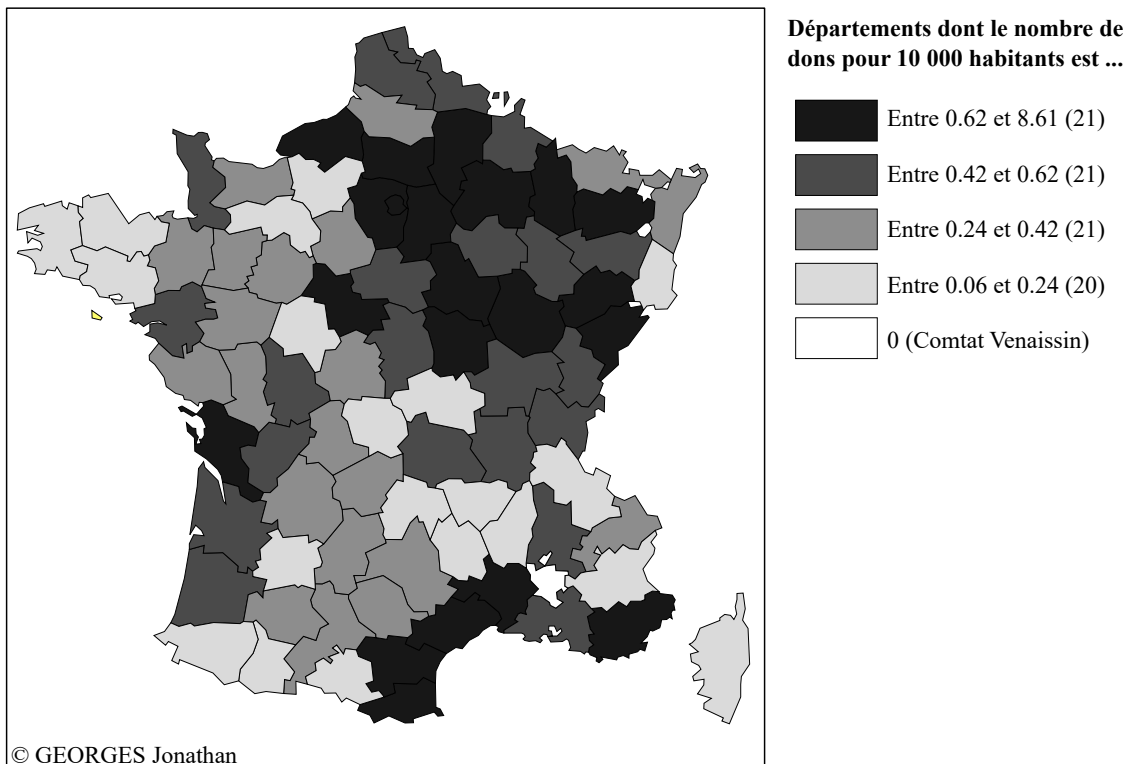 Départements dont le nombre de
dons pour 10 000 habitants est ...
Entre 0.62 et 8.61 (21)
Entre 0.42 et 0.62 (21)
Entre 0.24 et 0.42 (21)
Entre 0.06 et 0.24 (20)
0 (Comtat Venaissin)
© GEORGES Jonathan